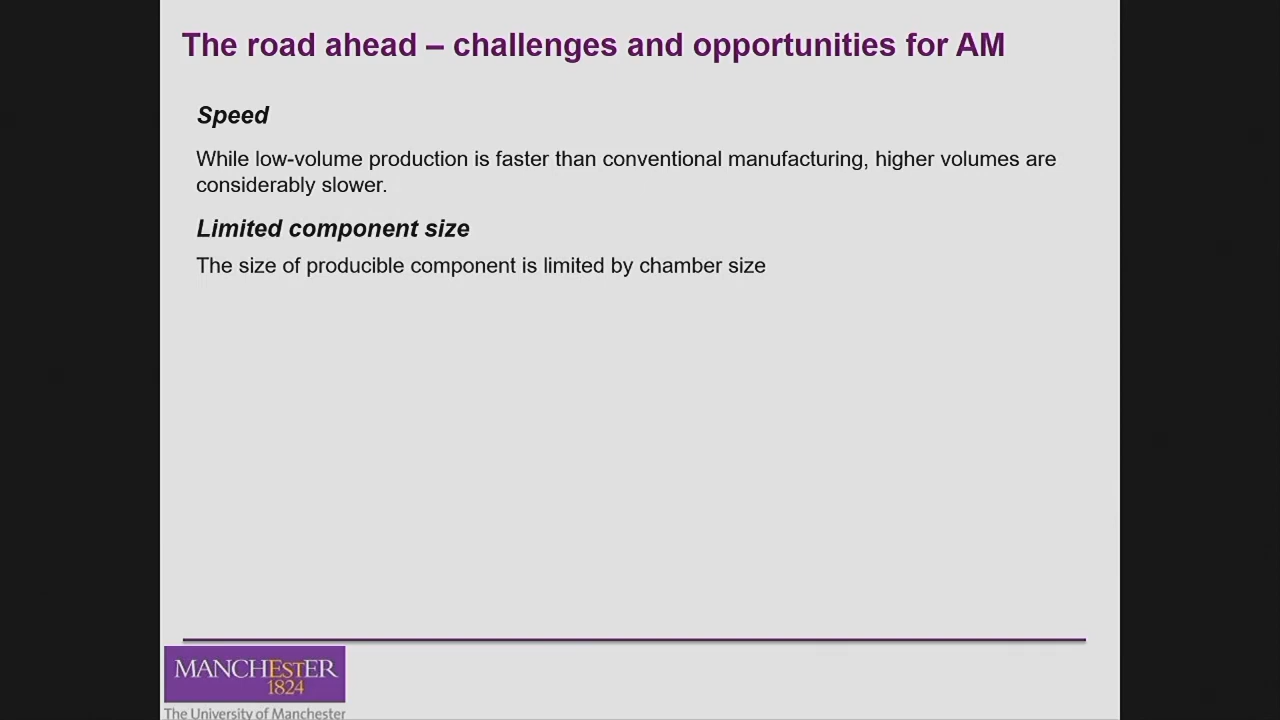 The road ahead – challenges and opportunities for AM
Speed
While low-volume production is faster than conventional manufacturing, higher volumes are
considerably slower.
Limited component size
The size of producible component is limited by chamber size
MANCHESTER
1824
The University of Manchester